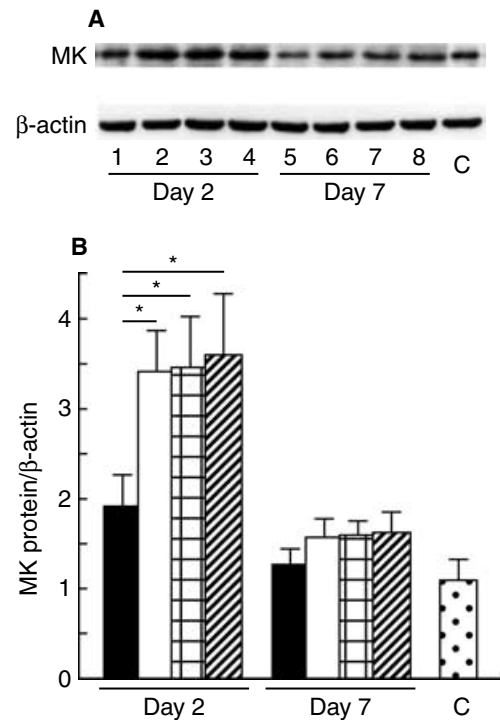 A
MK
β-actin
1 2 3 4 5 6 7 8 C
Day 2 Day 7
B
*
*
*
4
3
2
1
0
MK protein/β-actin
Day 2 Day 7 C